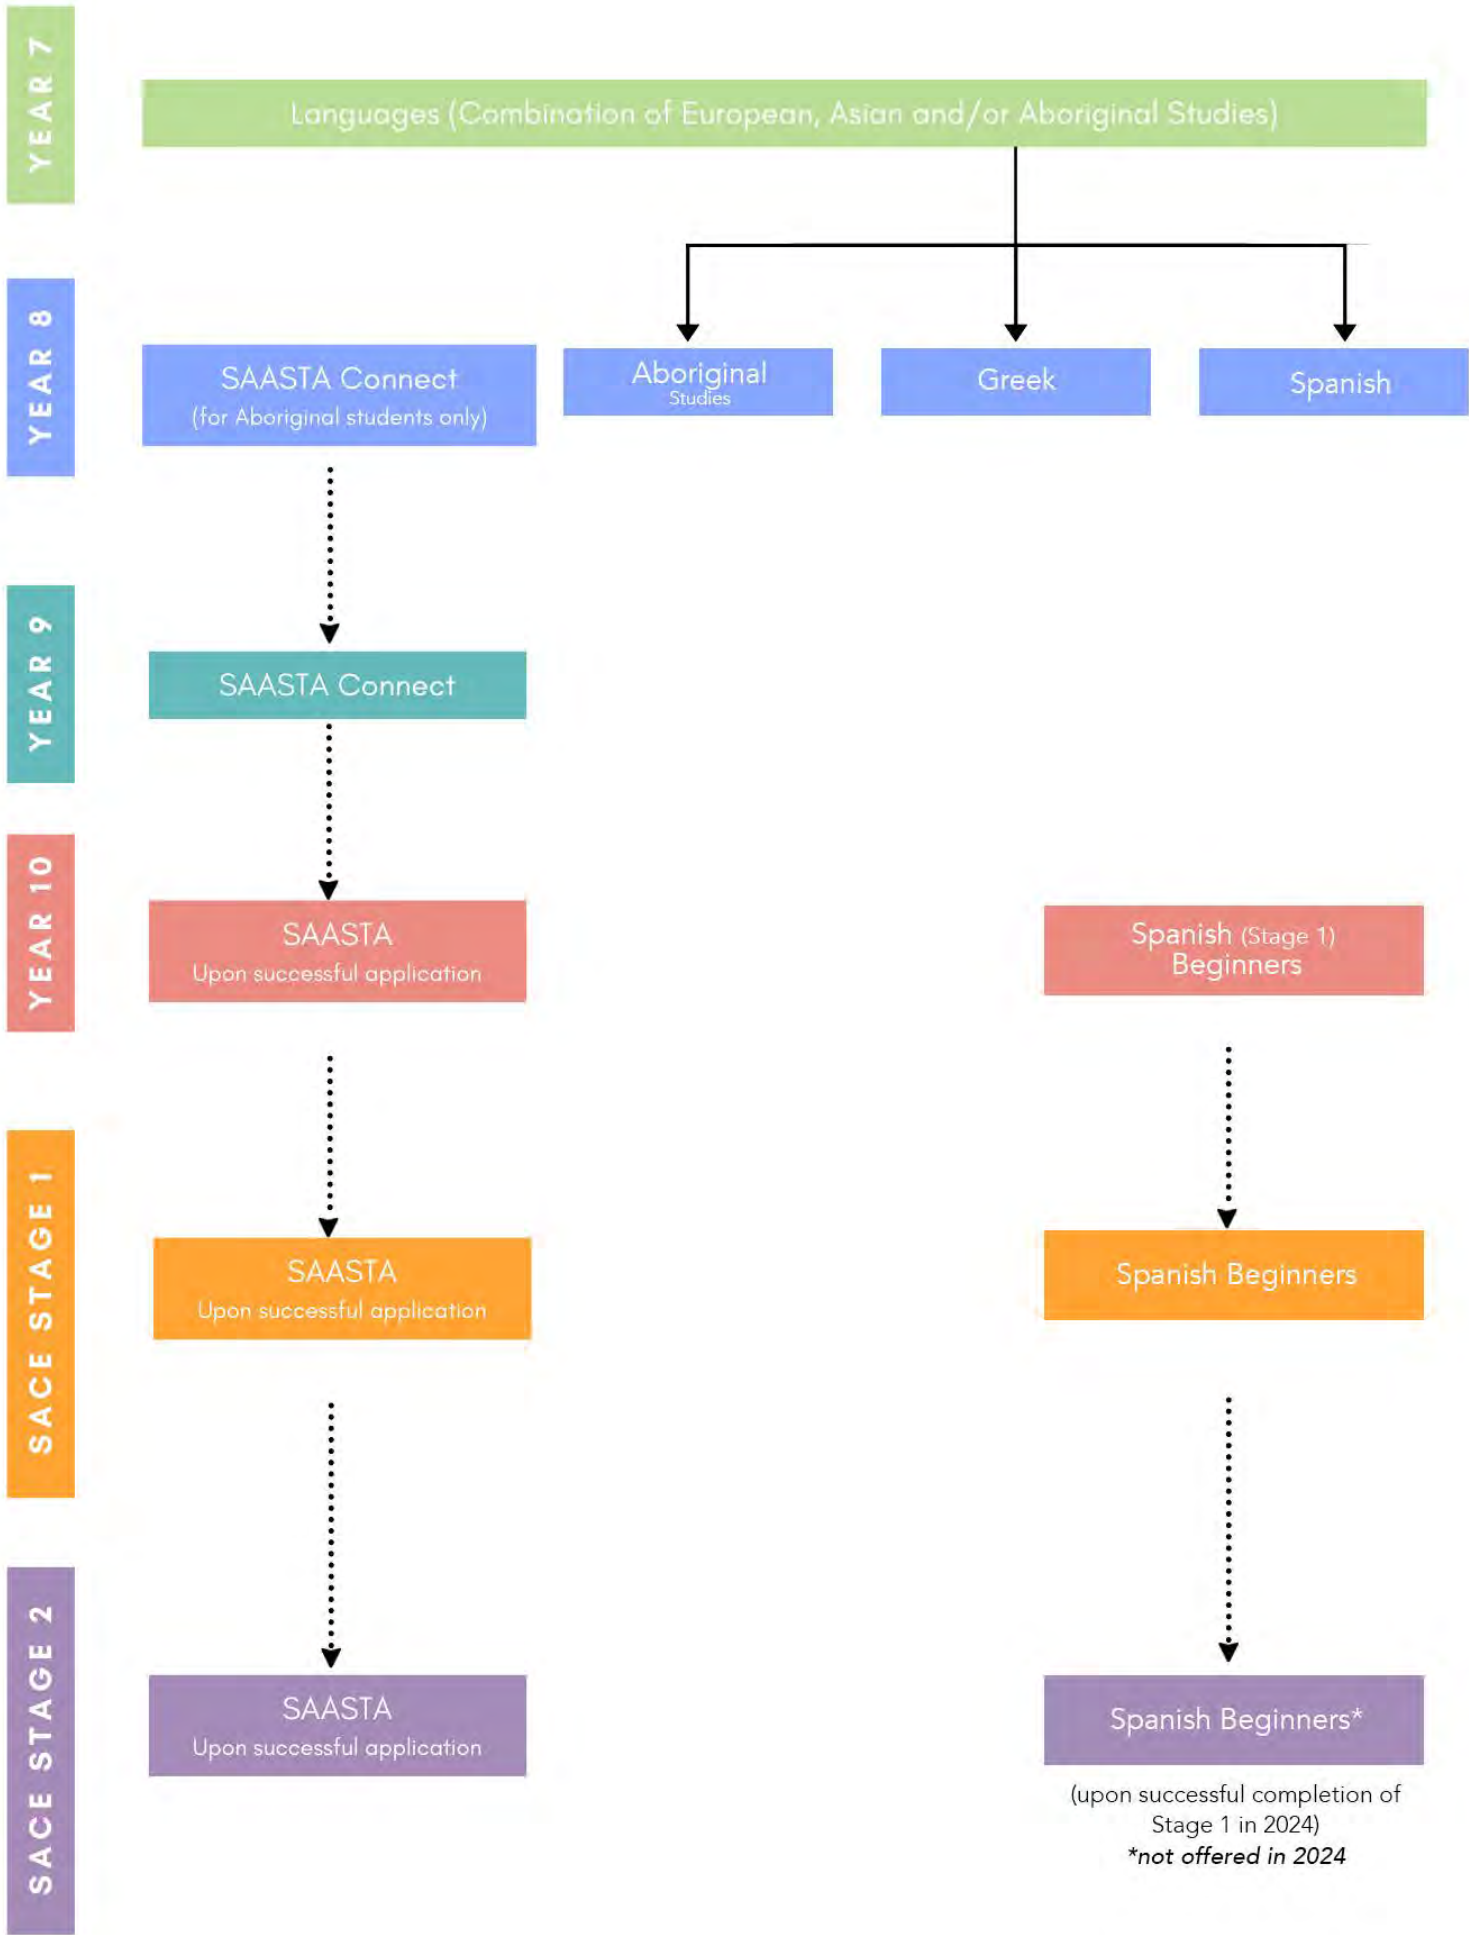 YEAR 7
Languages (Combination of European, Asian and/or Aboriginal Studies)
YEAR 8
SAASTA Connect
(for Aboriginal students only)
Aboriginal
Studies
Greek
Spanish
YEAR 9
SAASTA Connect
YEAR 10
SAASTA
Upon successful application
Spanish (Stage 1)
Beginners
SACE STAGE 1
SAASTA
Upon successful application
Spanish Beginners
SACE STAGE 2
SAASTA
Upon successful application
Spanish Beginners*
(upon successful completion of
Stage 1 in 2024)
*not offered in 2024